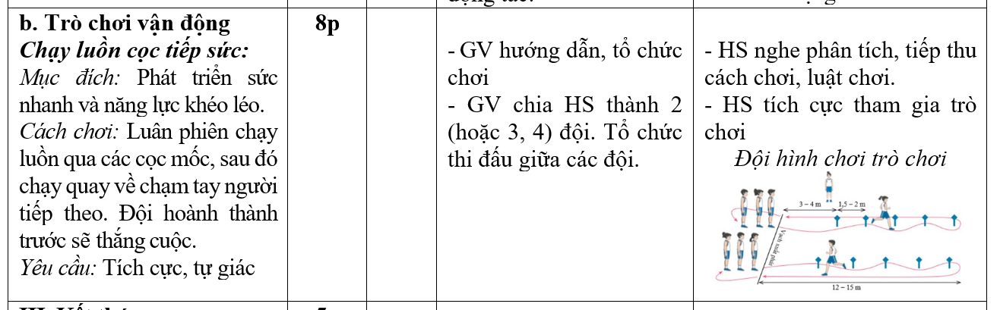 b. Trò chơi vận động
Chạy luồn cọc tiếp sức:
Mục đích: Phát triển sức
nhanh và năng lực khéo léo.
Cách chơi: Luân phiên chạy
luồn qua các cọc mốc, sau đó
chạy quay về chạm tay người
tiếp theo. Đội hoành thành
trước sẽ thắng cuộc.
Yêu cầu: Tích cực, tự giác
8p
- GV hướng dẫn, tổ chức
chơi
- GV chia HS thành 2
(hoặc 3, 4) đội. Tổ chức
thi đấu giữa các đội.
- HS nghe phân tích, tiếp thu
cách chơi, luật chơi.
- HS tích cực tham gia trò
chơi
Đội hình chơi trò chơi
3 – 4 m
1,5 – 2 m
Vạch xuất phát
12 – 15 m